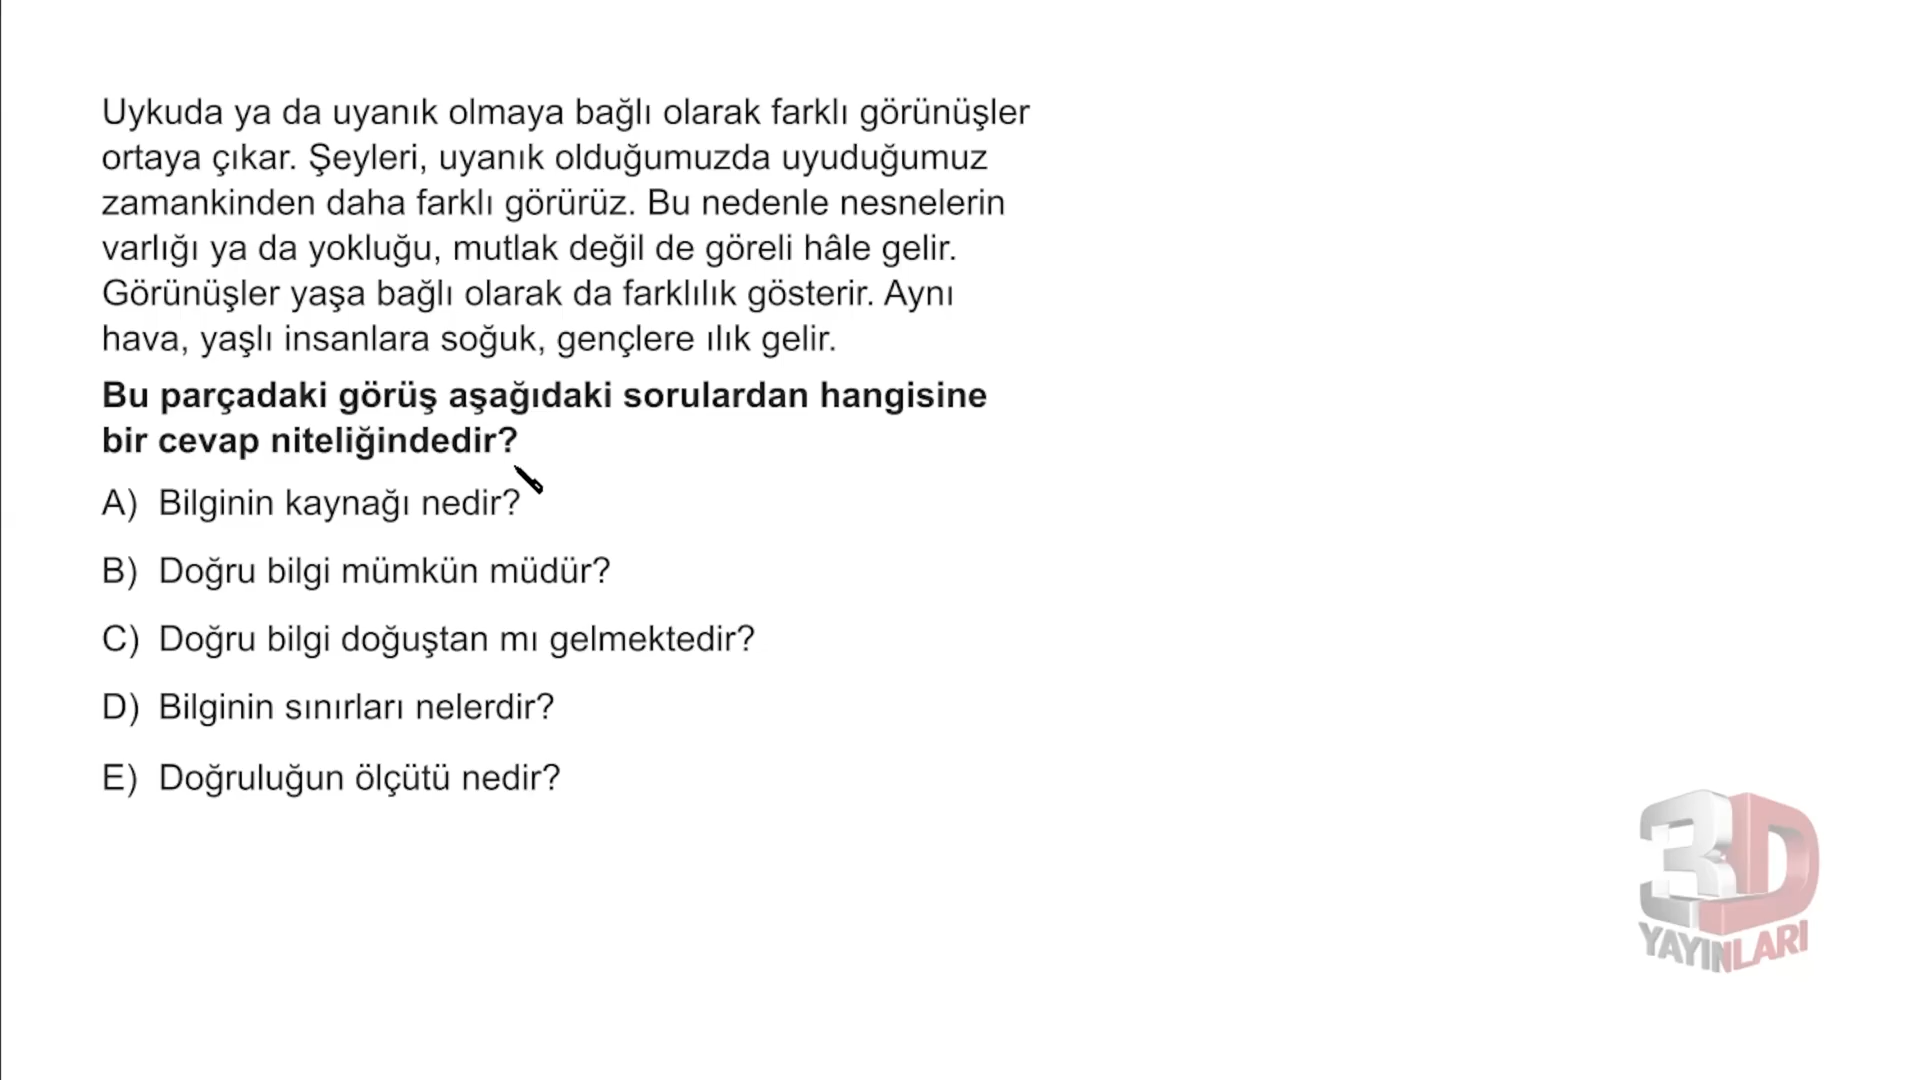 Uykuda ya da uyanık olmaya bağlı olarak farklı görünüşler
ortaya çıkar. Şeyleri, uyanık olduğumuzda uyuduğumuz
zamankinden daha farklı görürüz. Bu nedenle nesnelerin
varlığı ya da yokluğu, mutlak değil de göreli hâle gelir.
Görünüşler yaşa bağlı olarak da farklılık gösterir. Aynı
hava, yaşlı insanlara soğuk, gençlere ılık gelir.
Bu parçadaki görüş aşağıdaki sorulardan hangisine
bir cevap niteliğindedir?
A) Bilginin kaynağı nedir?
B) Doğru bilgi mümkün müdür?
C) Doğru bilgi doğuştan mı gelmektedir?
D) Bilginin sınırları nelerdir?
E) Doğruluğun ölçütü nedir?
3D
YAYINLARI